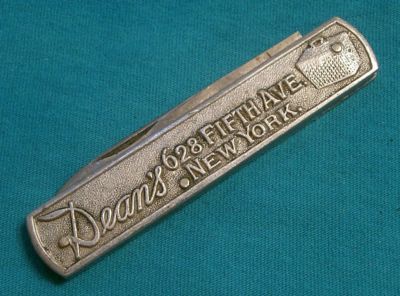 Dean's
628 FIFTH AVE.
NEW YORK.